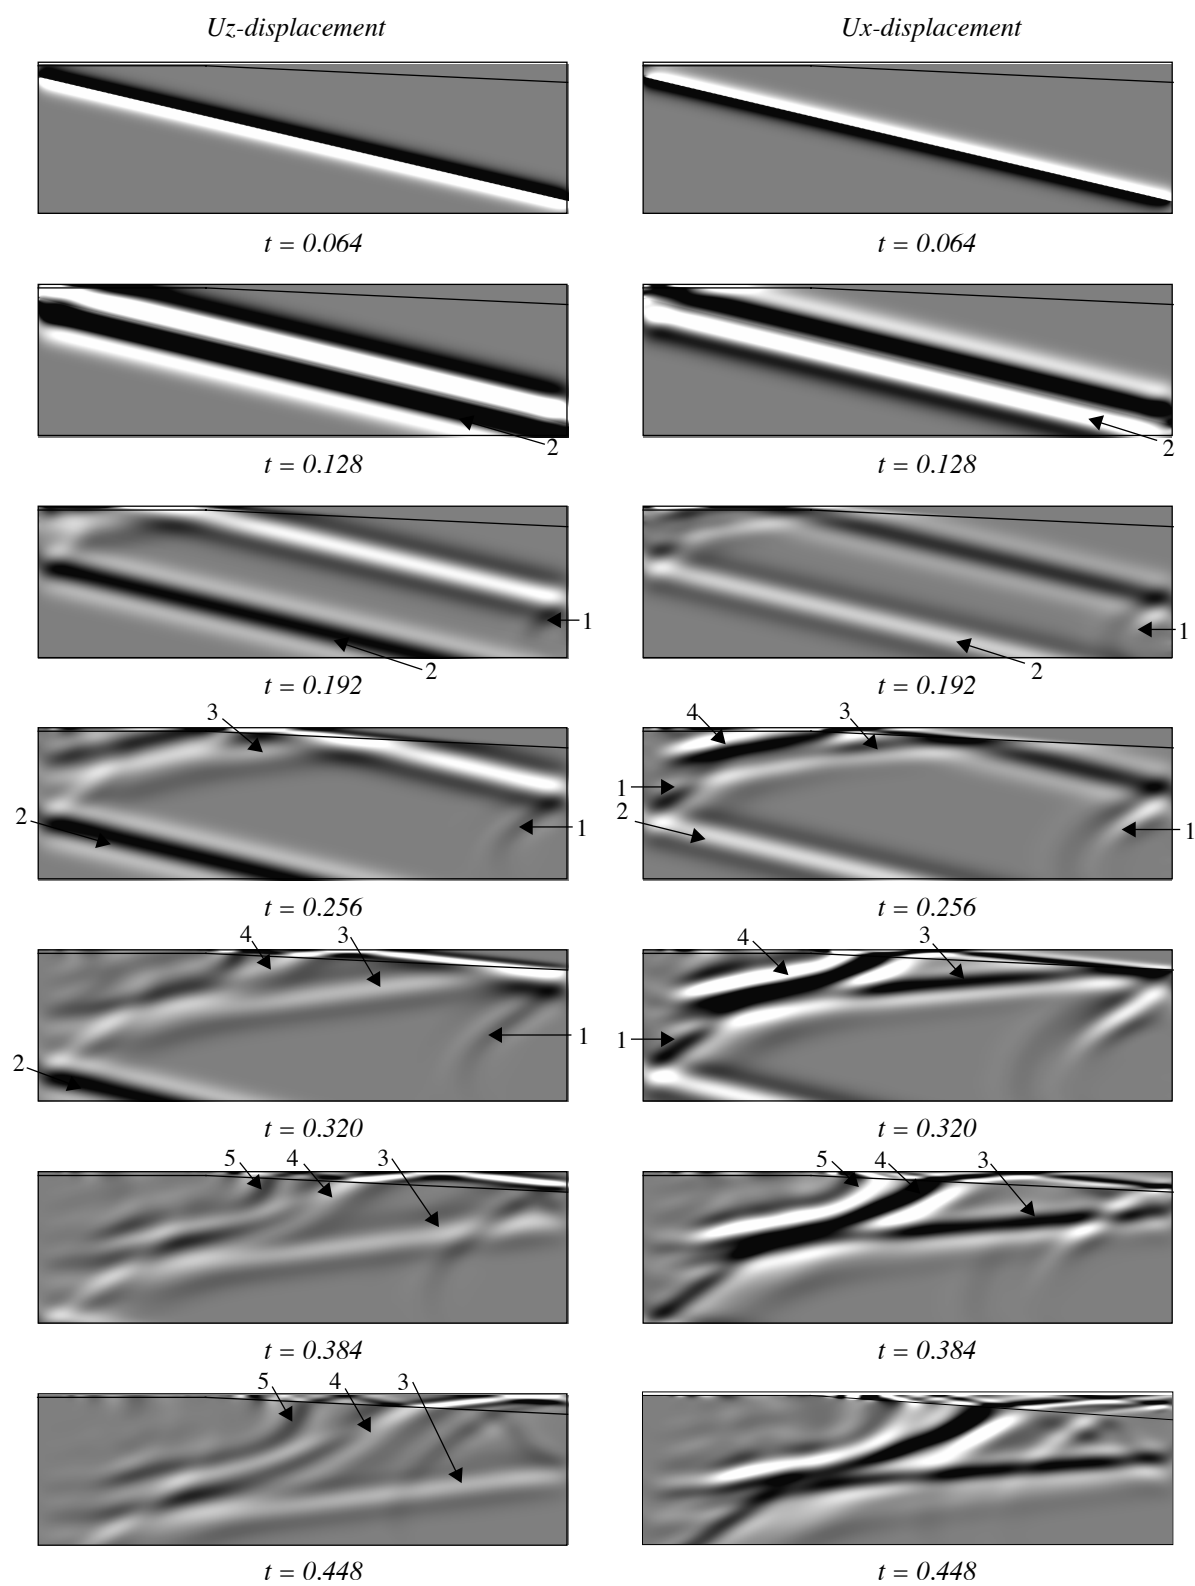 Uz-displacement Ux-displacement
t = 0.064 t = 0.064
2 2
t = 0.128 t = 0.128
1 1
2 2
t = 0.192 t = 0.192
3 4 3
1
2 1 2 1
t = 0.256 t = 0.256
4 3 4 3
1 1
2
t = 0.320 t = 0.320
5 4 3 5 4 3
t = 0.384 t = 0.384
5 4 3
t = 0.448 t = 0.448